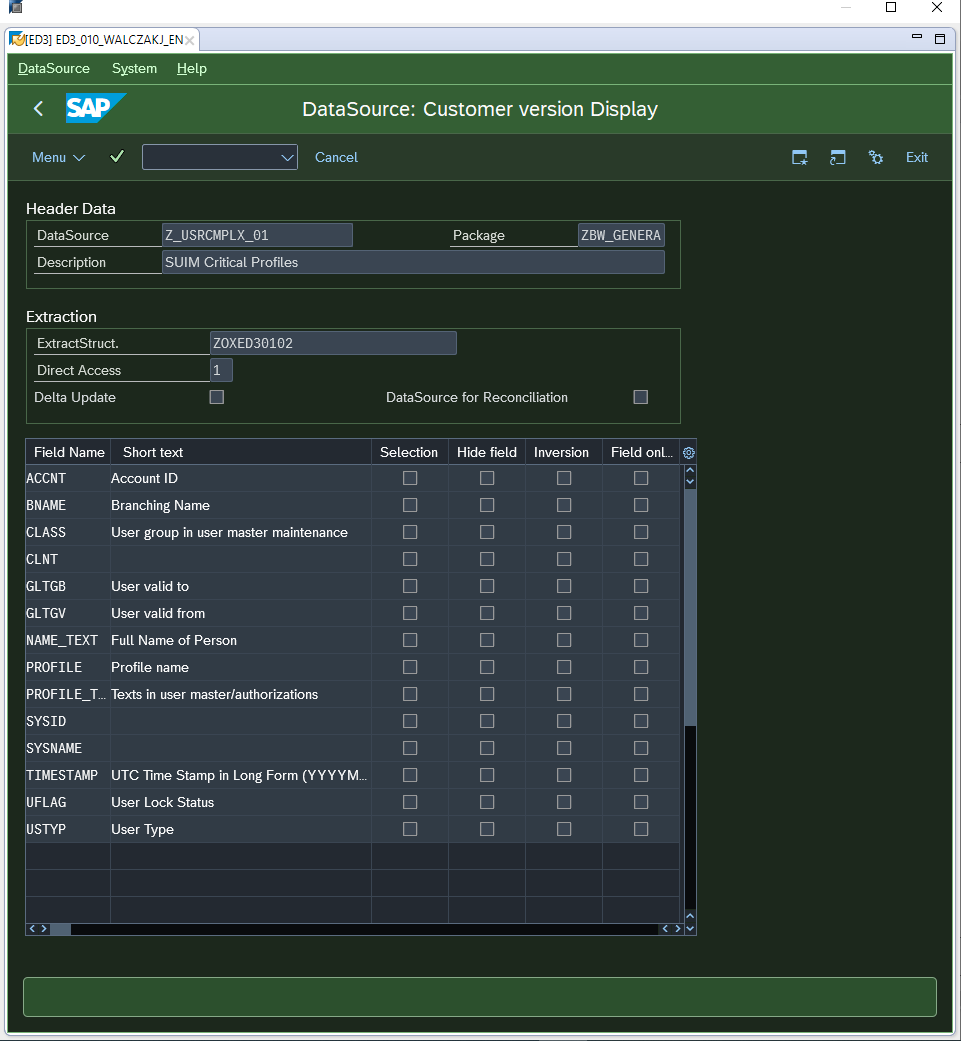 [ED3] ED3_010_WALCZAKJ_EN
DataSource System Help
SAP DataSource: Customer version Display
Menu Cancel Exit
Header Data
DataSource Z_USRCMPLX_01 Package ZBW_GENERA
Description SUIM Critical Profiles
Extraction
ExtractStruct. ZOXED30102
Direct Access 1
Delta Update DataSource for Reconciliation
Field Name Short text Selection Hide field Inversion Field onl...
ACCNT Account ID
BNAME Branching Name
CLASS User group in user master maintenance
CLNT
GLTGB User valid to
GLTGV User valid from
NAME_TEXT Full Name of Person
PROFILE Profile name
PROFILE_T... Texts in user master/authorizations
SYSID
SYSNAME
TIMESTAMP UTC Time Stamp in Long Form (YYYYM...
UFLAG User Lock Status
USTYP User Type